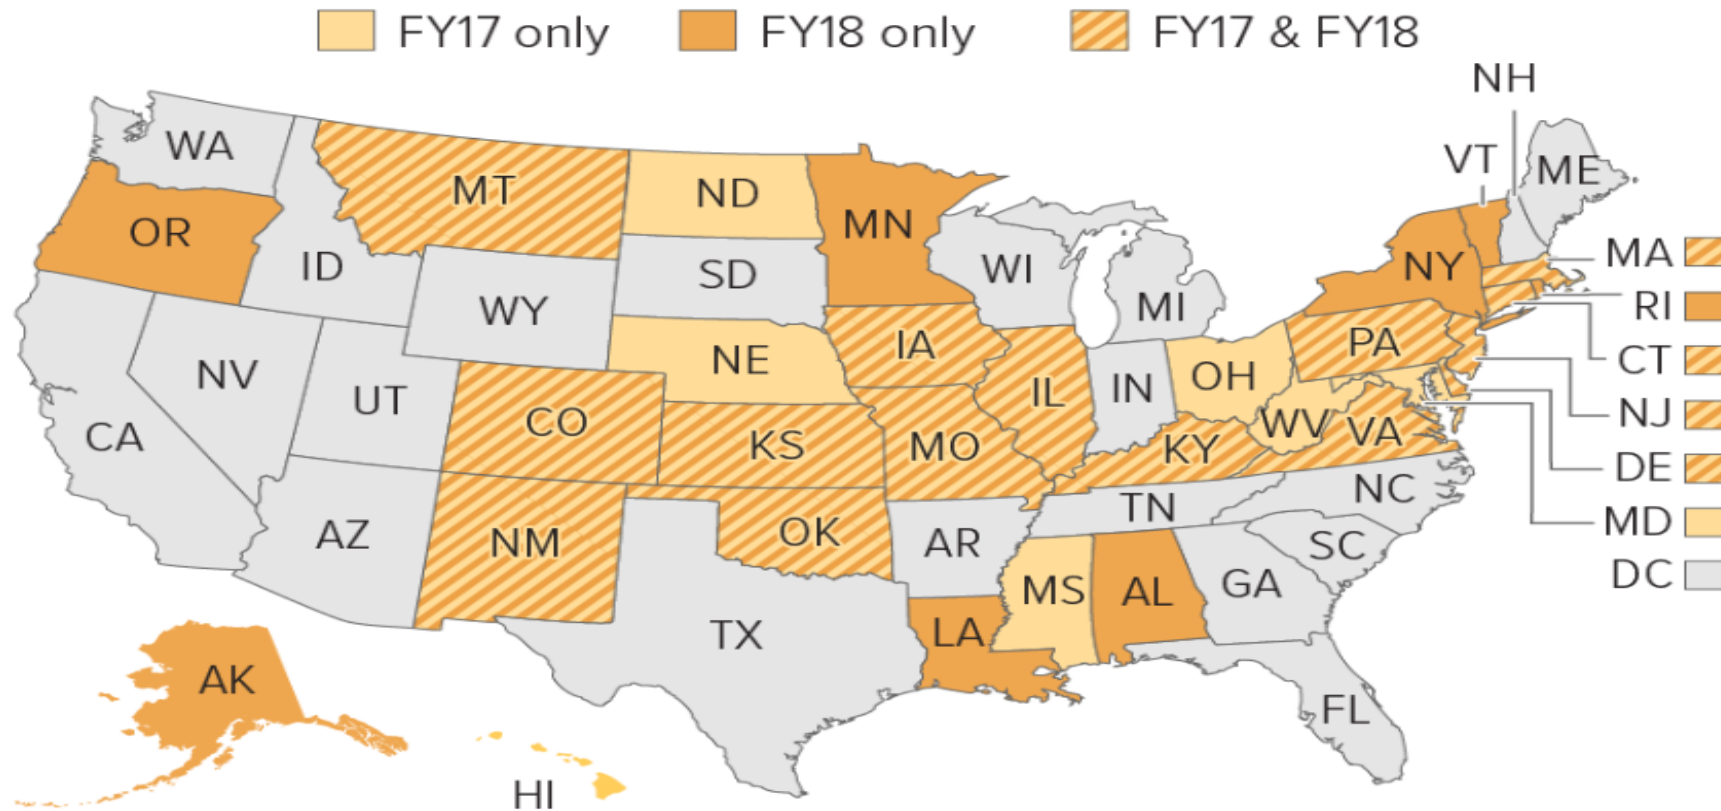 FY17 only
FY18 only
FY17 & FY18
NH
WA
VT
ME
MT
ND
MN
OR
MA
ID
SD
WI
NY
WY
MI
RI
IA
PA
NE
CT
NV
UT
OH
IN
IL
CO
NJ
CA
KS
MO
WV
VA
KY
DE
NC
TN
AZ
NM
OK
AR
SC
MD
DC
MS
AL
GA
TX
LA
AK
FL
HI